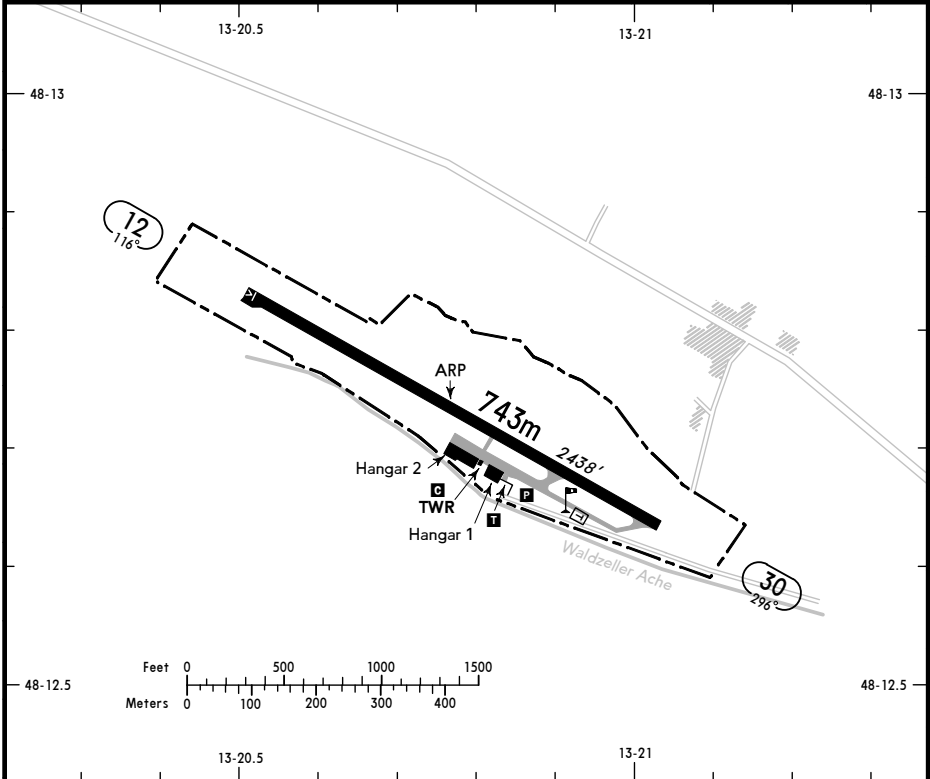 13-20.5
13-21
48-13
48-13
12
116°
ARP
743m
2438'
Hangar 2
C
P
TWR
T
Hangar 1
Waldzeller Ache
30
296°
Feet 0 500 1000 1500
48-12.5
48-12.5
Meters 0 100 200 300 400
13-20.5
13-21